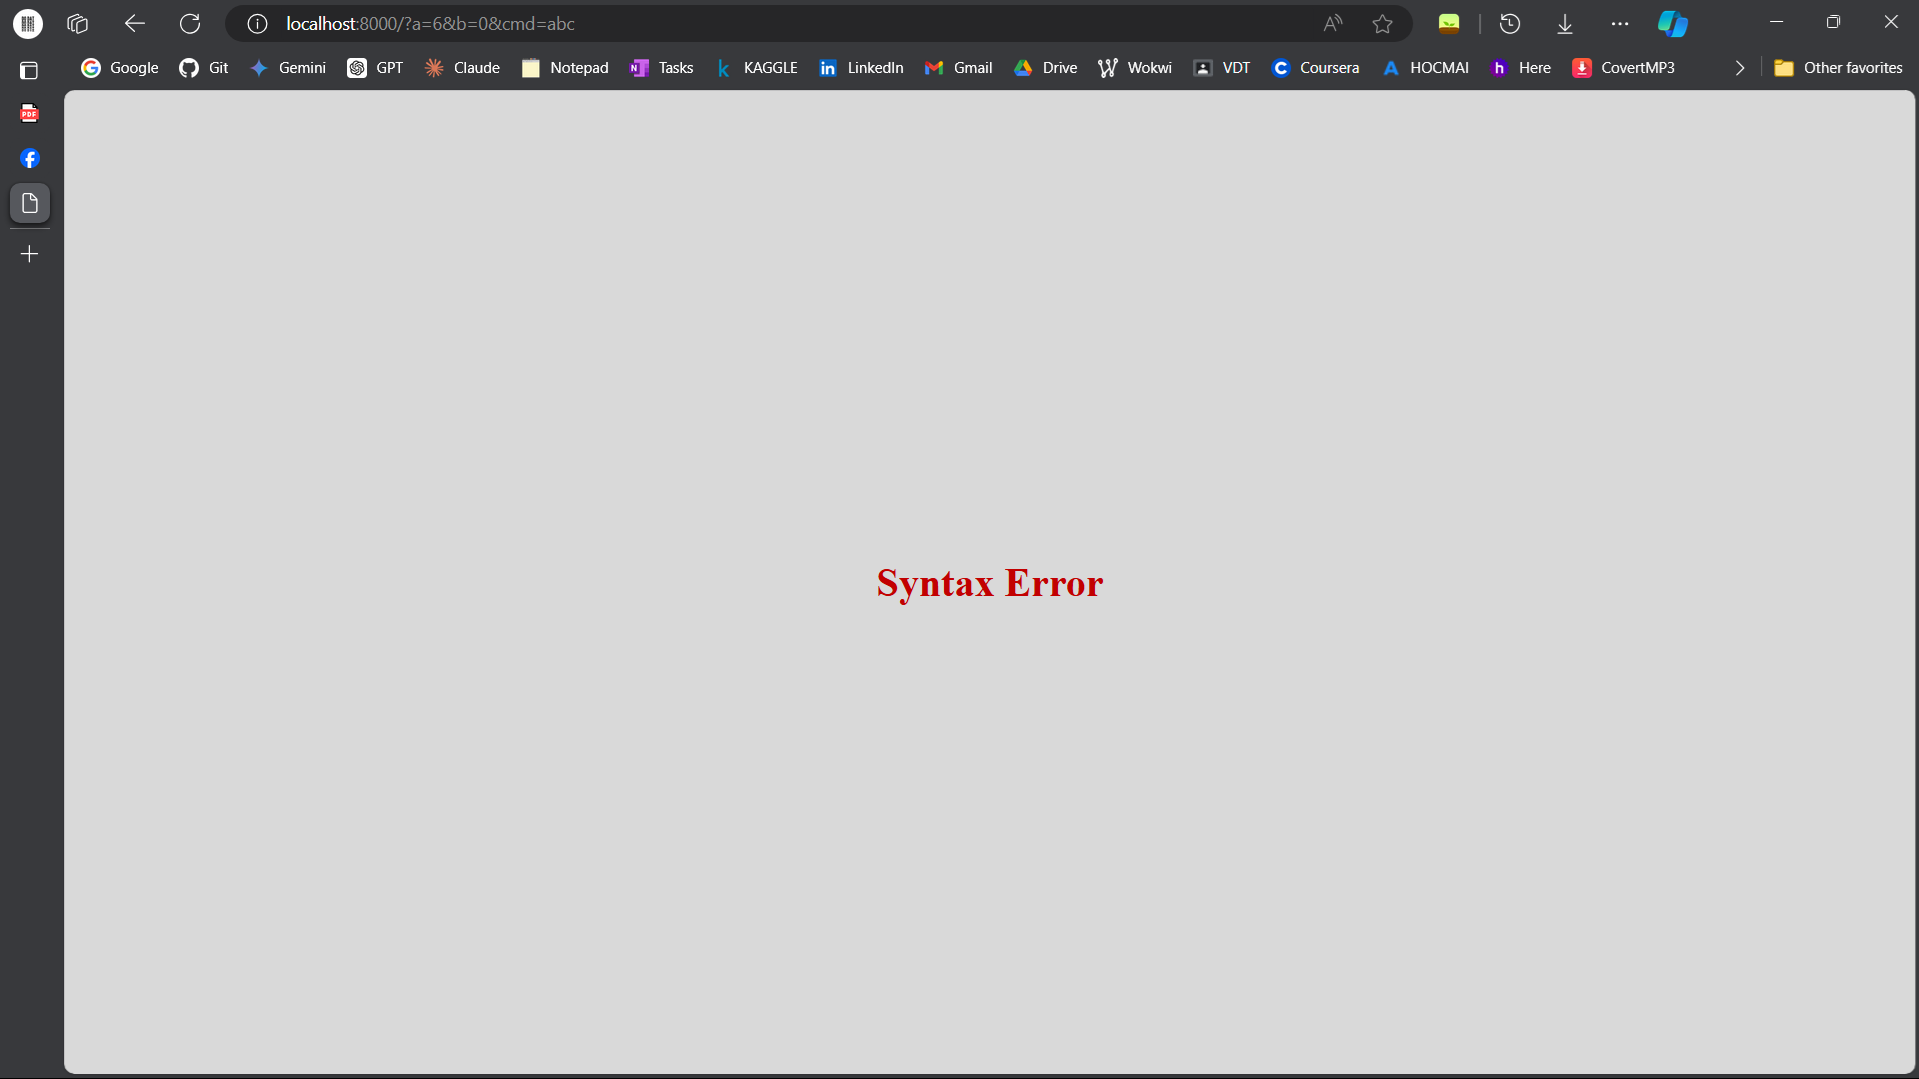 localhost:8000/?a=6&b=0&cmd=abc
Google Git Gemini GPT Claude Notepad Tasks KAGGLE LinkedIn Gmail Drive Wokwi VDT Coursera HOCMAI Here CovertMP3 Other favorites
Syntax Error